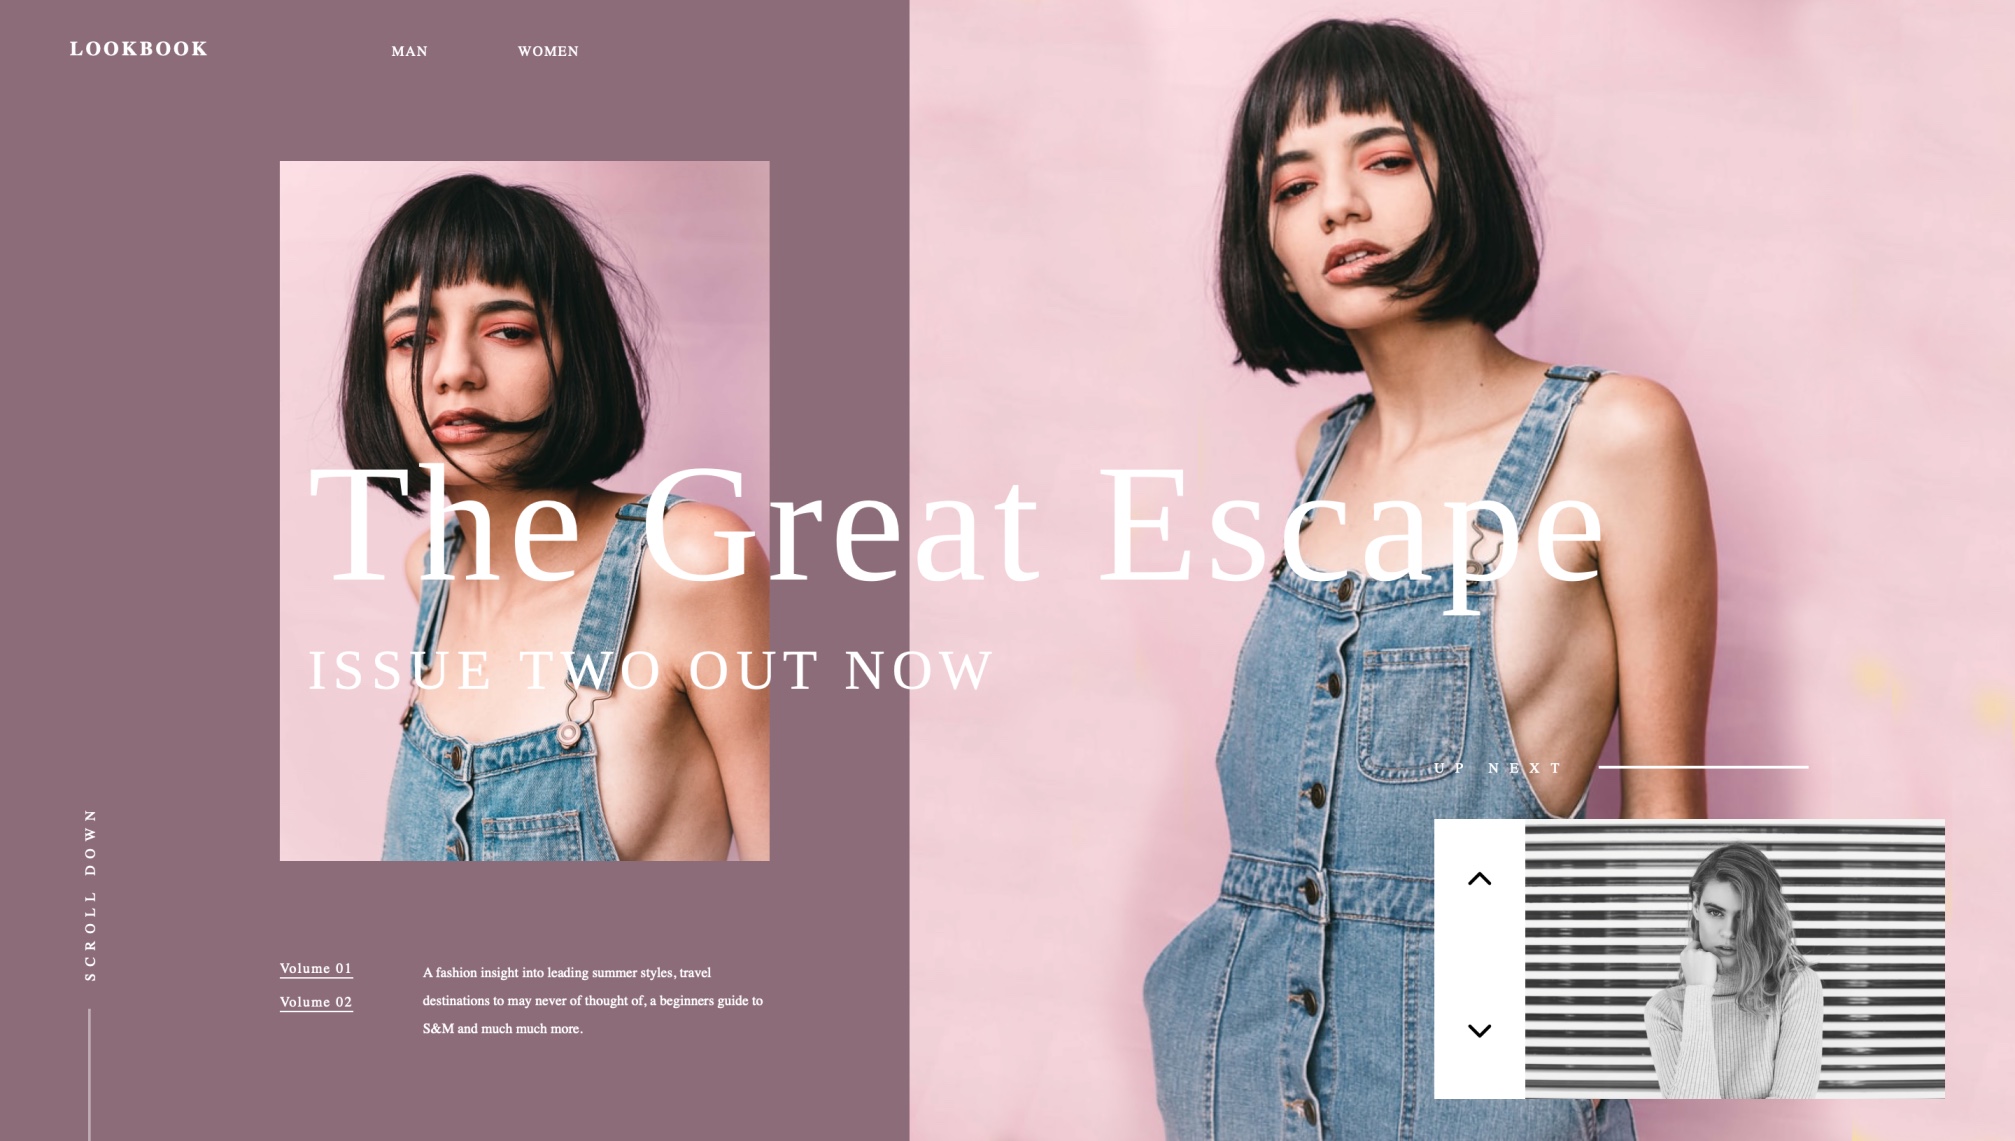 LOOKBOOK
MAN
WOMEN
The Great Escape
ISSUE TWO OUT NOW
UP NEXT
SCROLL DOWN
Volume 01
Volume 02
A fashion insight into leading summer styles, travel
destinations to may never of thought of, a beginners guide to
S&M and much much more.